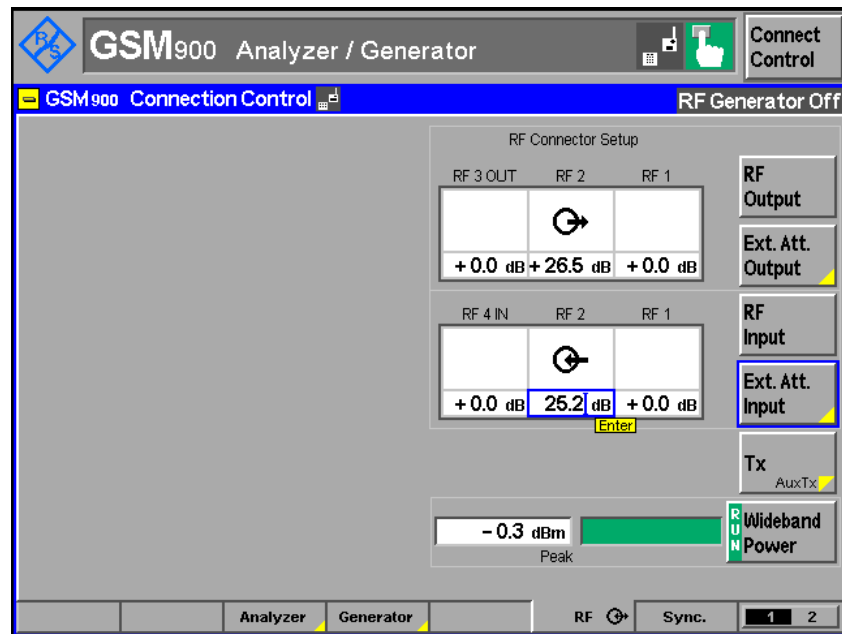 R&S GSM900 Analyzer / Generator
Connect
Control
GSM900 Connection Control
RF Generator Off
RF Connector Setup
RF 3 OUT RF 2 RF 1
+ 0.0 dB + 26.5 dB + 0.0 dB
RF
Output
Ext. Att.
Output
RF 4 IN RF 2 RF 1
+ 0.0 dB 25.2 dB + 0.0 dB
Enter
RF
Input
Ext. Att.
Input
Tx
AuxTx
- 0.3 dBm
Peak
RUN
Wideband
Power
Analyzer Generator RF Sync. 1 2